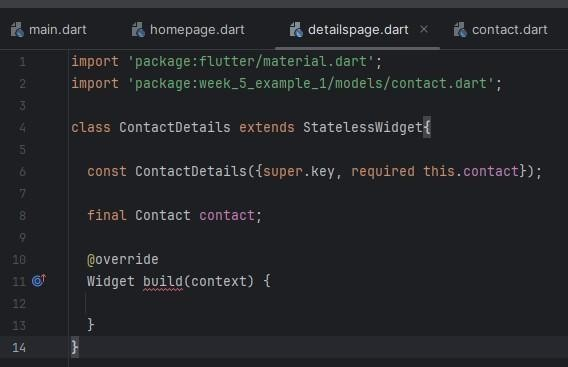 main.dart homepage.dart detailspage.dart contact.dart
1 import 'package:flutter/material.dart';
2 import 'package:week_5_example_1/models/contact.dart';
3
4 class ContactDetails extends StatelessWidget{
5
6 const ContactDetails({super.key, required this.contact});
7
8 final Contact contact;
9
10 @override
11 Widget build(context) {
12
13 }
14 }